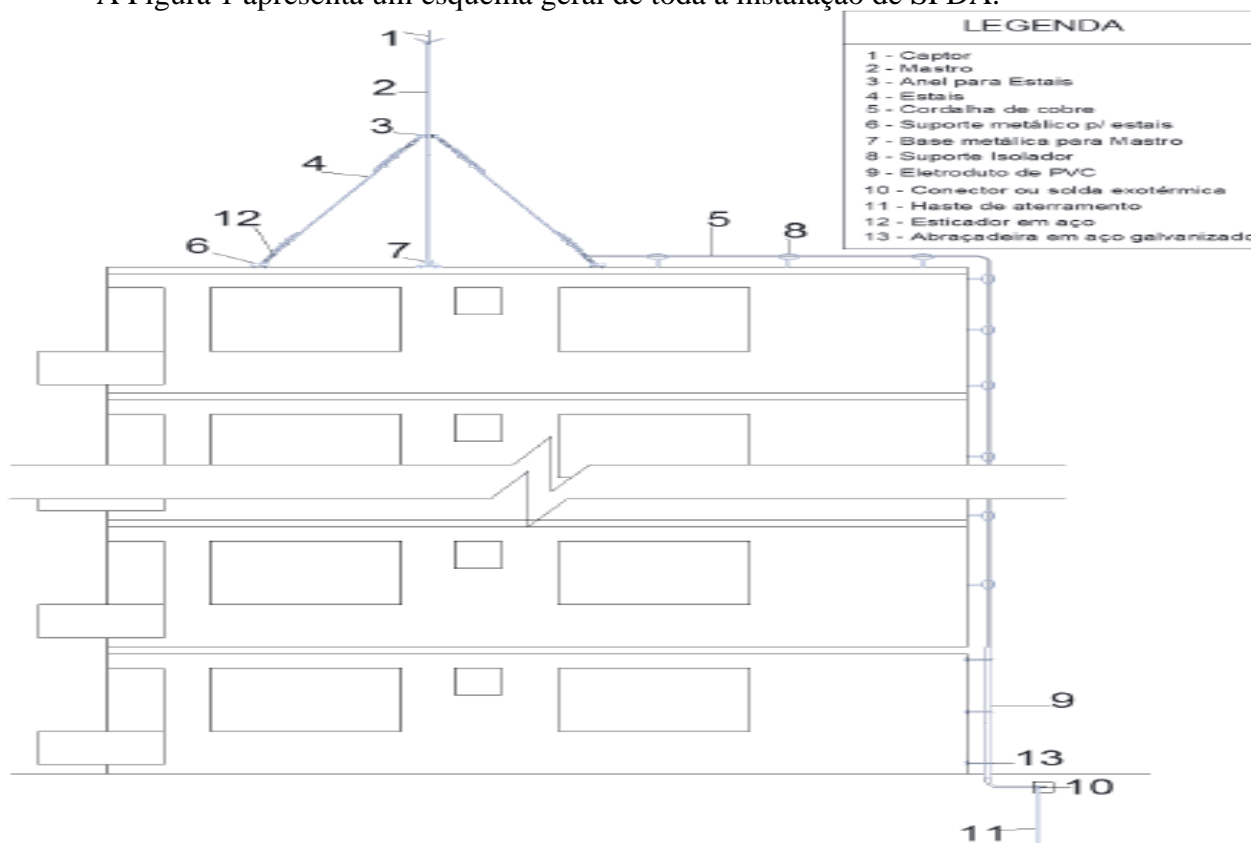 A Figura 1 apresenta um esquema geral de toda a instalação de SPDA.
LEGENDA
1 - Captor
2 - Mastro
3 - Anel para Estais
4 - Estais
5 - Cordalha de cobre
6 - Suporte metálico p/ estais
7 - Base metálica para Mastro
8 - Suporte Isolador
9 - Eletroduto de PVC
10 - Conector ou solda exotérmica
11 - Haste de aterramento
12 - Esticador em aço
13 - Abraçadeira em aço galvanizado
1
2
3
4
12
6
7
5
8
9
13
10
11